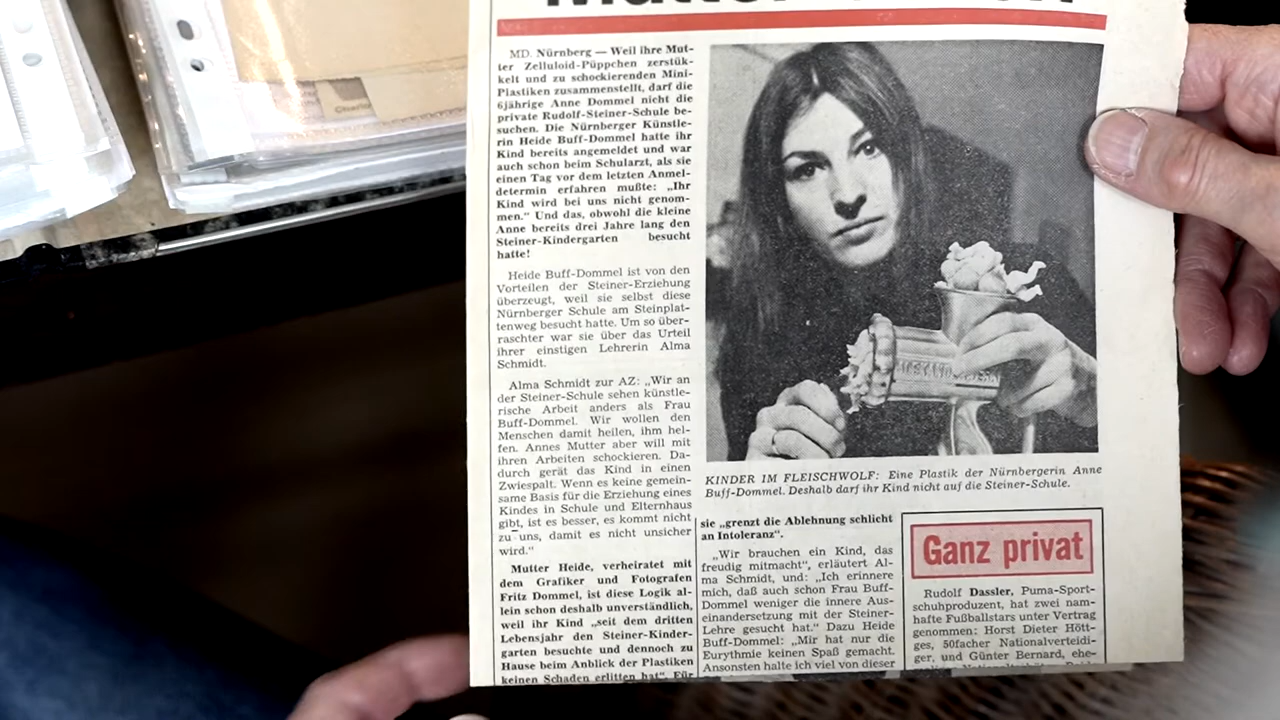 MD. Nürnberg — Weil ihre Mut-
ter Zelluloid-Püppchen zerstük-
kelt und zu schockierenden Mini-
Plastiken zusammenstellt, darf die
6jährige Anne Dommel nicht die
private Rudolf-Steiner-Schule be-
suchen. Die Nürnberger Künstle-
rin Heide Buff-Dommel hatte ihr
Kind bereits angemeldet und war
auch schon beim Schularzt, als sie
einen Tag vor dem letzten Anmel-
determin erfahren mußte: „Ihr
Kind wird bei uns nicht genom-
men.“ Und das, obwohl die kleine
Anne bereits drei Jahre lang den
Steiner-Kindergarten besucht
hatte!
Heide Buff-Dommel ist von den
Vorteilen der Steiner-Erziehung
überzeugt, weil sie selbst diese
Nürnberger Schule am Steinplat-
tenweg besucht hatte. Um so über-
raschter war sie über das Urteil
ihrer einstigen Lehrerin Alma
Schmidt.
Alma Schmidt zur AZ: „Wir an
der Steiner-Schule sehen künstle-
rische Arbeit anders als Frau
Buff-Dommel. Wir wollen den
Menschen damit heilen, ihm hel-
fen. Annes Mutter aber will mit
ihren Arbeiten schockieren. Da-
durch gerät das Kind in einen
Zwiespalt. Wenn es keine gemein-
same Basis für die Erziehung eines
Kindes in Schule und Elternhaus
gibt, ist es besser, es kommt nicht
zu uns, damit es nicht unsicher
wird.“
Mutter Heide, verheiratet mit
dem Grafiker und Fotografen
Fritz Dommel, ist diese Logik al-
lein schon deshalb unverständlich,
weil ihr Kind „seit dem dritten
Lebensjahr den Steiner-Kinder-
garten besuchte und dennoch zu
Hause beim Anblick der Plastiken
keinen Schaden erlitten hat“. Für
KINDER IM FLEISCHWOLF: Eine Plastik der Nürnbergerin Anne
Buff-Dommel. Deshalb darf ihr Kind nicht auf die Steiner-Schule.
sie „grenzt die Ablehnung schlicht
an Intoleranz“.
„Wir brauchen ein Kind, das
freudig mitmacht“, erläutert Al-
ma Schmidt, und: „Ich erinnere
mich, daß auch schon Frau Buff-
Dommel weniger die innere Aus-
einandersetzung mit der Steiner-
Lehre gesucht hat.“ Dazu Heide
Buff-Dommel: „Mir hat nur die
Eurythmie keinen Spaß gemacht.
Ansonsten halte ich viel von dieser
Ganz privat
Rudolf Dassler, Puma-Sport-
schuhproduzent, hat zwei nam-
hafte Fußballstars unter Vertrag
genommen: Horst Dieter Hött-
ges, 50facher Nationalverteidi-
ger, und Günter Bernard, ehe-